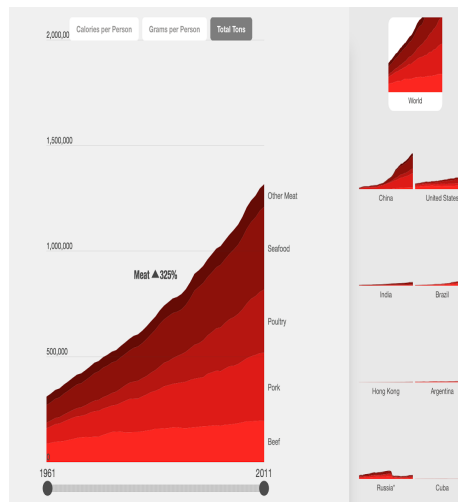 2,000,00
Calories per Person
Grams per Person
Total Tons
1,500,000
1,000,000
500,000
Meat ▲325%
Other Meat
Seafood
Poultry
Pork
Beef
1961
2011
World
China
United States
India
Brazil
Hong Kong
Argentina
Russia*
Cuba